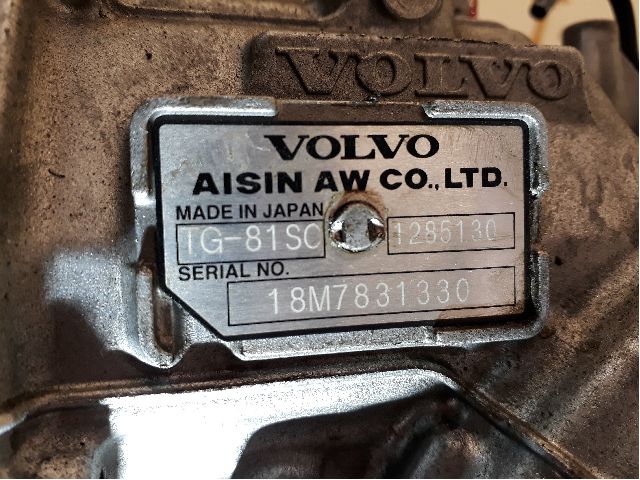 VOLVO
VOLVO
AISIN AW CO.,LTD.
MADE IN JAPAN
TG-81SC 1285130
SERIAL NO.
18M7831330